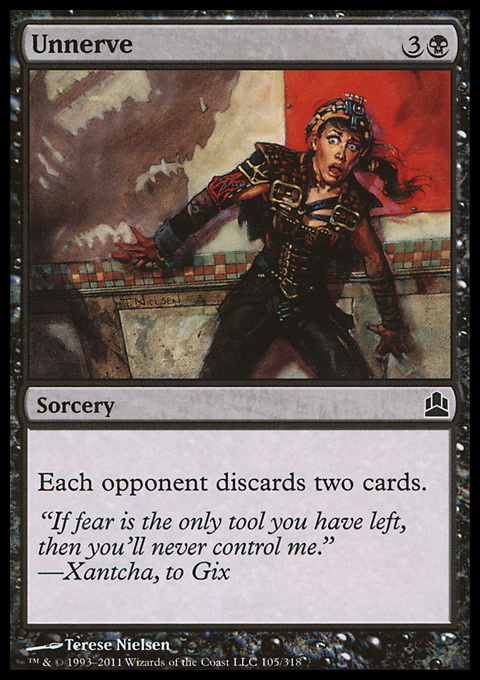 Unnerve
3
T. NIELSEN
Sorcery
Each opponent discards two cards.
“If fear is the only tool you have left,
then you’ll never control me.”
—Xantcha, to Gix
Terese Nielsen
™ & © 1993–2011 Wizards of the Coast LLC 105/318